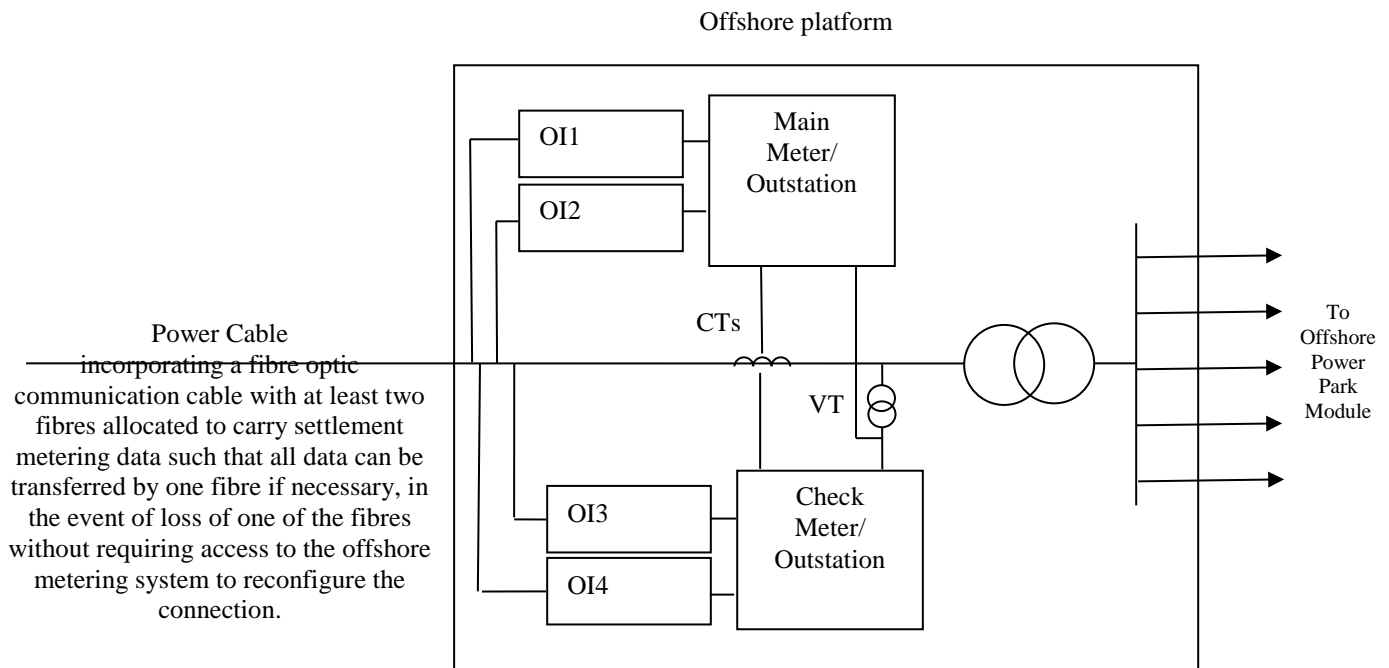 Offshore platform
OI1
OI2
Main
Meter/
Outstation
CTs
VT
Power Cable
incorporating a fibre optic
communication cable with at least two
fibres allocated to carry settlement
metering data such that all data can be
transferred by one fibre if necessary, in
the event of loss of one of the fibres
without requiring access to the offshore
metering system to reconfigure the
connection.
OI3
OI4
Check
Meter/
Outstation
To
Offshore
Power
Park
Module